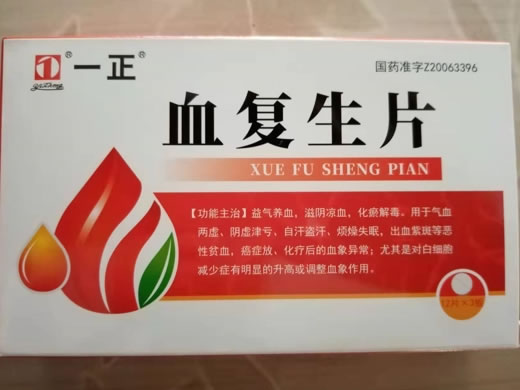 1® 一正®
yizheng
国药准字Z20063396
血复生片
XUE FU SHENG PIAN
【功能主治】益气养血，滋阴凉血，化瘀解毒。用于气血
两虚、阴虚津亏、自汗盗汗、烦燥失眠，出血紫斑等恶
性贫血，癌症放、化疗后的血象异常；尤其是对白细胞
减少症有明显的升高或调整血象作用。
12片×3板